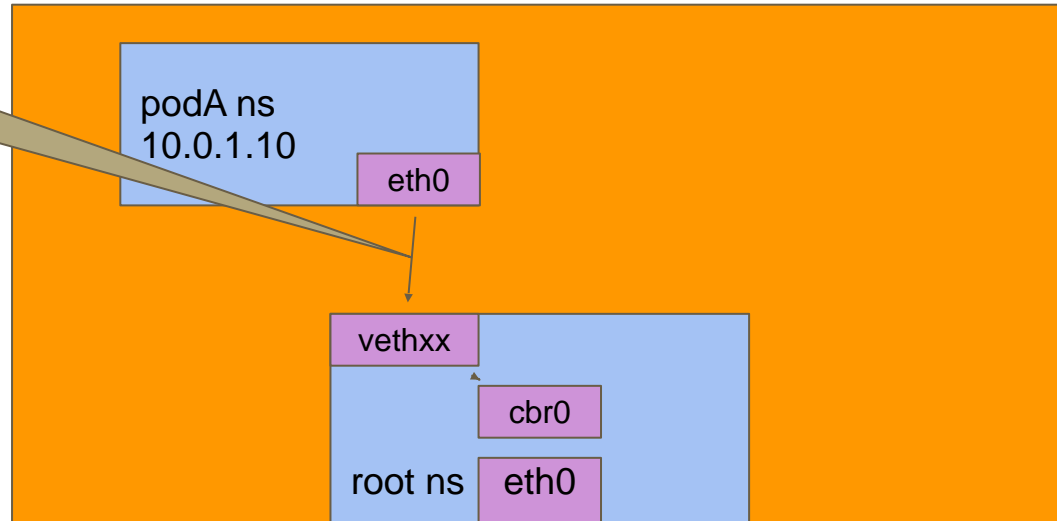 podA ns
10.0.1.10
eth0
vethxx
cbr0
root ns
eth0